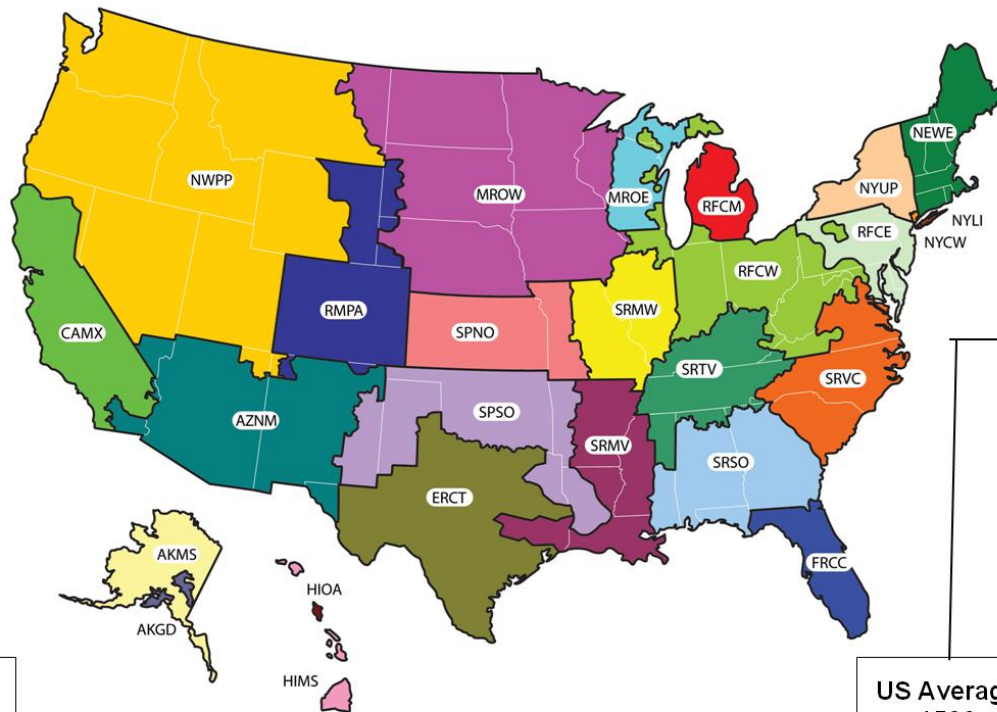 NEWE
NWPP
MROW
MROE
RFCM
NYUP
NYLI
NYCW
RFCE
RFCW
RMPA
SPNO
SRMW
CAMX
SRTV
SRVC
AZNM
SPSO
SRMV
SRSO
ERCT
AKMS
HIOA
FRCC
AKGD
HIMS
US Averag